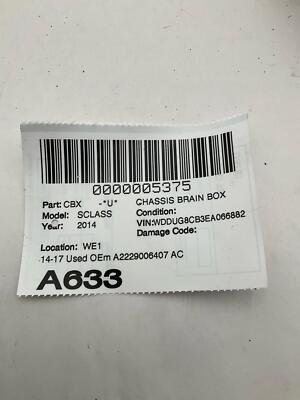 0000005375
Part: CBX -*U* CHASSIS BRAIN BOX
Model: SCLASS Condition:
Year: 2014 VIN:WDDUG8CB3EA066882
Damage Code:
Location: WE1
14-17 Used OEm A2229006407 AC
A633